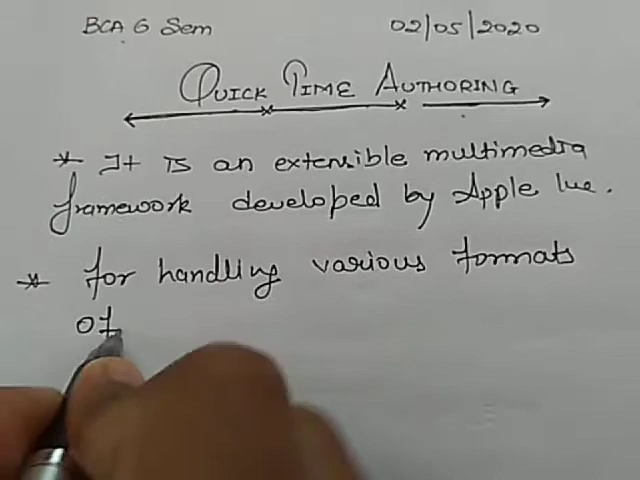 BCA 6 Sem 02/05/2020
QUICK TIME AUTHORING
* It is an extensible multimedia
framework developed by Apple Inc.
* for handling various formats
of